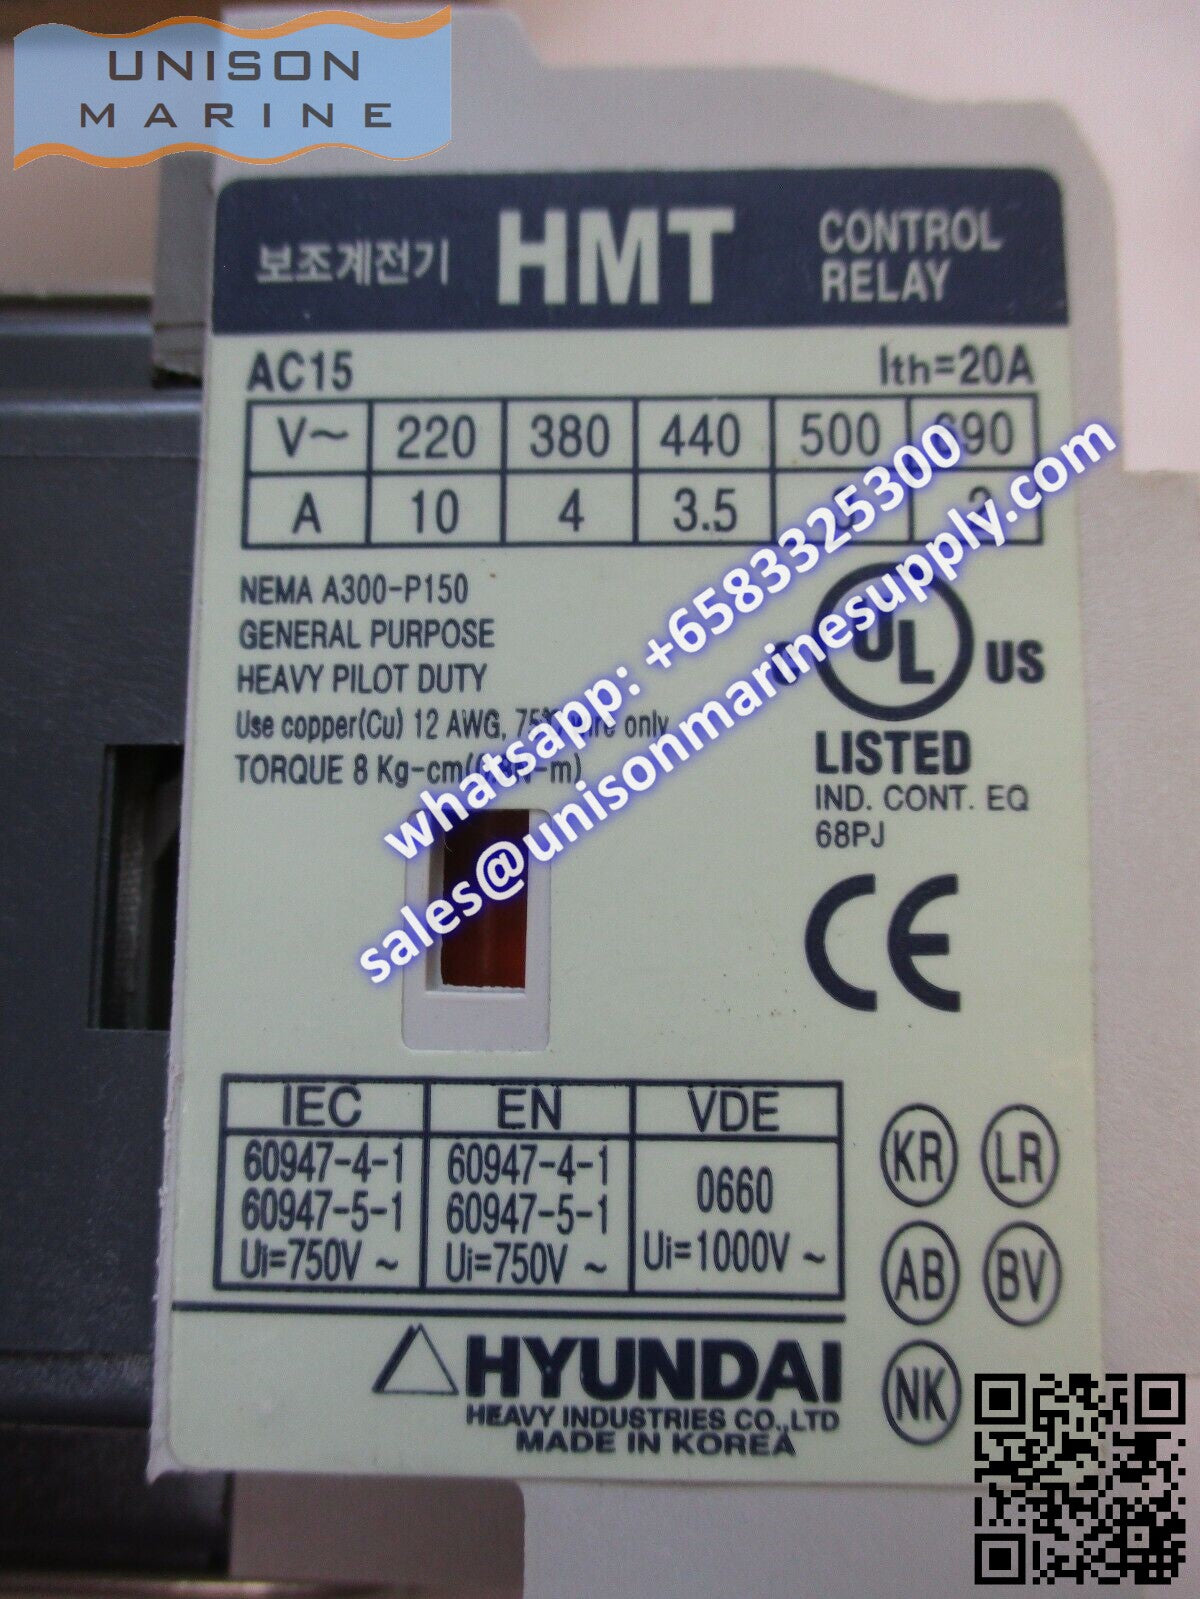 UNISON
MARINE
보조계전기 HMT CONTROL RELAY
AC15 Ith=20A
V~ 220 380 440 500 690
A 10 4 3.5
NEMA A300-P150
GENERAL PURPOSE
HEAVY PILOT DUTY
Use copper(Cu) 12 AWG, only
TORQUE 8 Kg-cm
whatsapp: +6583325300
sales@unisonmarinesupply.com
UL US
LISTED
IND. CONT. EQ
68PJ
CE
IEC EN VDE
60947-4-1 60947-4-1 0660
60947-5-1 60947-5-1
Ui=750V ~ Ui=750V ~ Ui=1000V ~
KR LR
AB BV
NK
HYUNDAI
HEAVY INDUSTRIES CO.,LTD
MADE IN KOREA